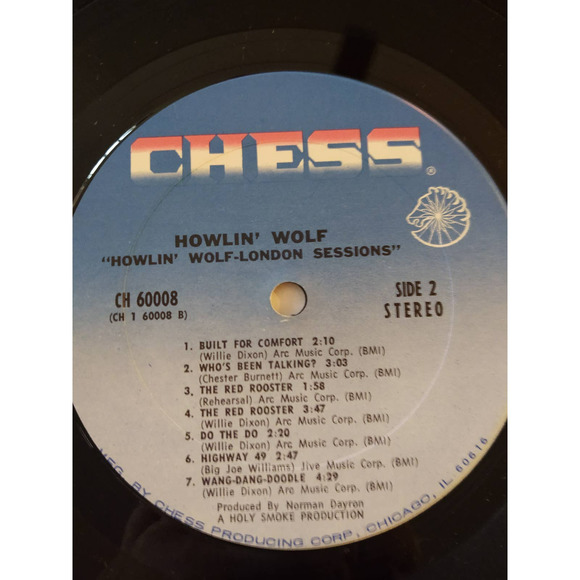 CHESS®
HOWLIN' WOLF
"HOWLIN' WOLF-LONDON SESSIONS"
CH 60008
(CH 1 60008 B)
SIDE 2
STEREO
1. BUILT FOR COMFORT 2:10
(Willie Dixon) Arc Music Corp. (BMI)
2. WHO'S BEEN TALKING? 3:03
(Chester Burnett) Arc Music Corp. (BMI)
3. THE RED ROOSTER 1:58
(Rehearsal) Arc Music Corp. (BMI)
4. THE RED ROOSTER 3:47
(Willie Dixon) Arc Music Corp. (BMI)
5. DO THE DO 2:20
(Willie Dixon) Arc Music Corp. (BMI)
6. HIGHWAY 49 2:47
(Big Joe Williams) Jive Music Corp. (BMI)
7. WANG-DANG-DOODLE 4:29
(Willie Dixon) Arc Music Corp. (BMI)
Produced by Norman Dayron
A HOLY SMOKE PRODUCTION
MFG. BY CHESS PRODUCING CORP., CHICAGO, IL 60616